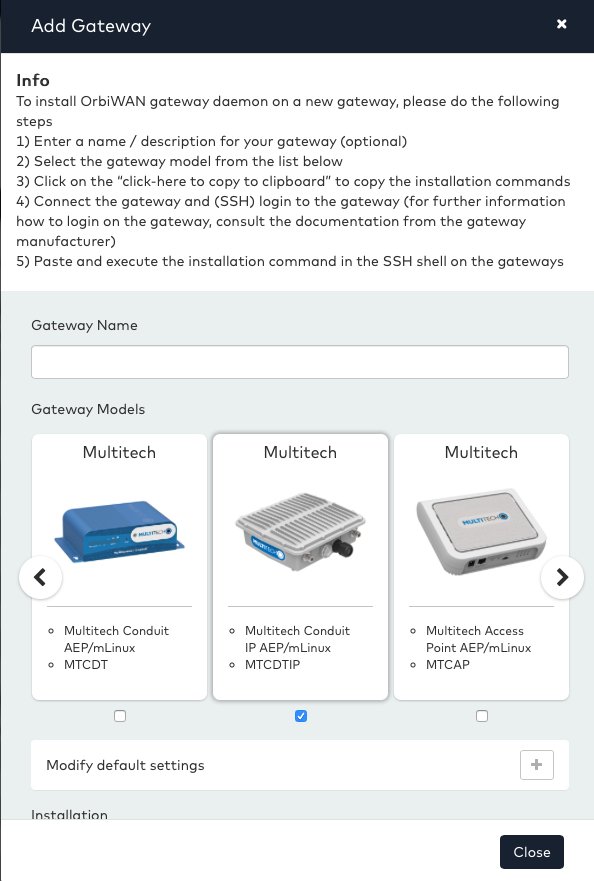 Add Gateway
Info
To install OrbiWAN gateway daemon on a new gateway, please do the following
steps
1) Enter a name / description for your gateway (optional)
2) Select the gateway model from the list below
3) Click on the “click-here to copy to clipboard” to copy the installation commands
4) Connect the gateway and (SSH) login to the gateway (for further information
how to login on the gateway, consult the documentation from the gateway
manufacturer)
5) Paste and execute the installation command in the SSH shell on the gateways
Gateway Name
Gateway Models
Multitech
MULTITECH
Multitech Conduit
AEP/mLinux
MTCDT
Multitech
MULTITECH
Multitech Conduit
IP AEP/mLinux
MTCDTIP
Multitech
MULTITECH
Multitech Access
Point AEP/mLinux
MTCAP
Modify default settings
Installation
Close